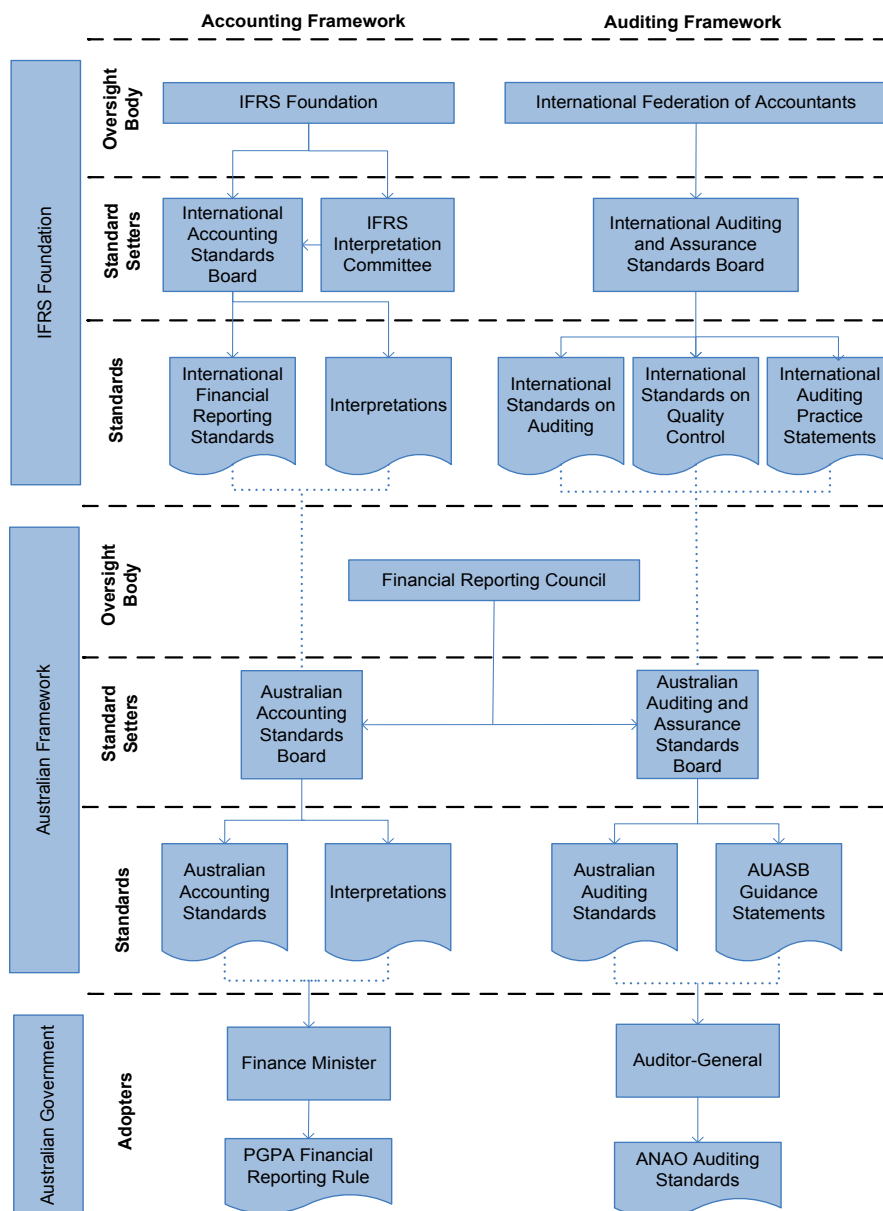 Accounting Framework
Auditing Framework
IFRS Foundation
Oversight
Body
IFRS Foundation
International Federation of Accountants
Standard
Setters
International
Accounting
Standards
Board
IFRS
Interpretation
Committee
International Auditing
and Assurance
Standards Board
Standards
International
Financial
Reporting
Standards
Interpretations
International
Standards on
Auditing
International
Standards on
Quality
Control
International
Auditing
Practice
Statements
Australian Framework
Oversight
Body
Financial Reporting Council
Standard
Setters
Australian
Accounting
Standards
Board
Australian
Auditing and
Assurance
Standards
Board
Standards
Australian
Accounting
Standards
Interpretations
Australian
Auditing
Standards
AUASB
Guidance
Statements
Australian Government
Adopters
Finance Minister
Auditor-General
PGPA Financial
Reporting Rule
ANAO Auditing
Standards